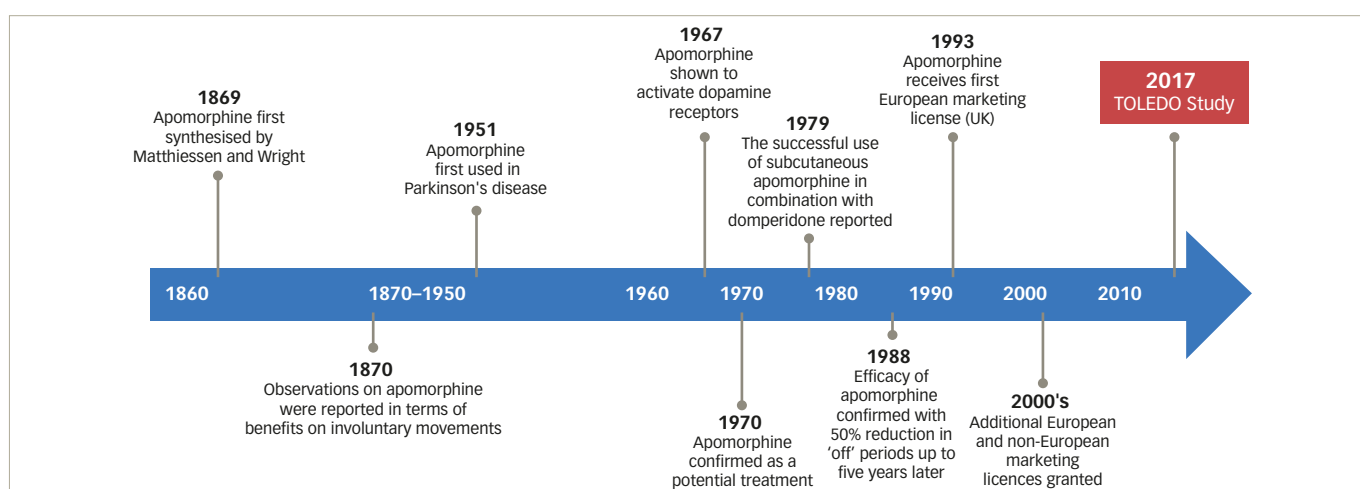 1869
Apomorphine first
synthesised by
Matthiessen and Wright
1951
Apomorphine
first used in
Parkinson's disease
1967
Apomorphine
shown to
activate dopamine
receptors
1979
The successful use
of subcutaneous
apomorphine in
combination with
domperidone reported
1993
Apomorphine
receives first
European marketing
license (UK)
2017
TOLEDO Study
1860 1870–1950 1960 1970 1980 1990 2000 2010
1870
Observations on apomorphine
were reported in terms of
benefits on involuntary movements
1970
Apomorphine
confirmed as a
potential treatment
1988
Efficacy of
apomorphine
confirmed with
50% reduction in
‘off’ periods up to
five years later
2000's
Additional European
and non-European
marketing
licences granted